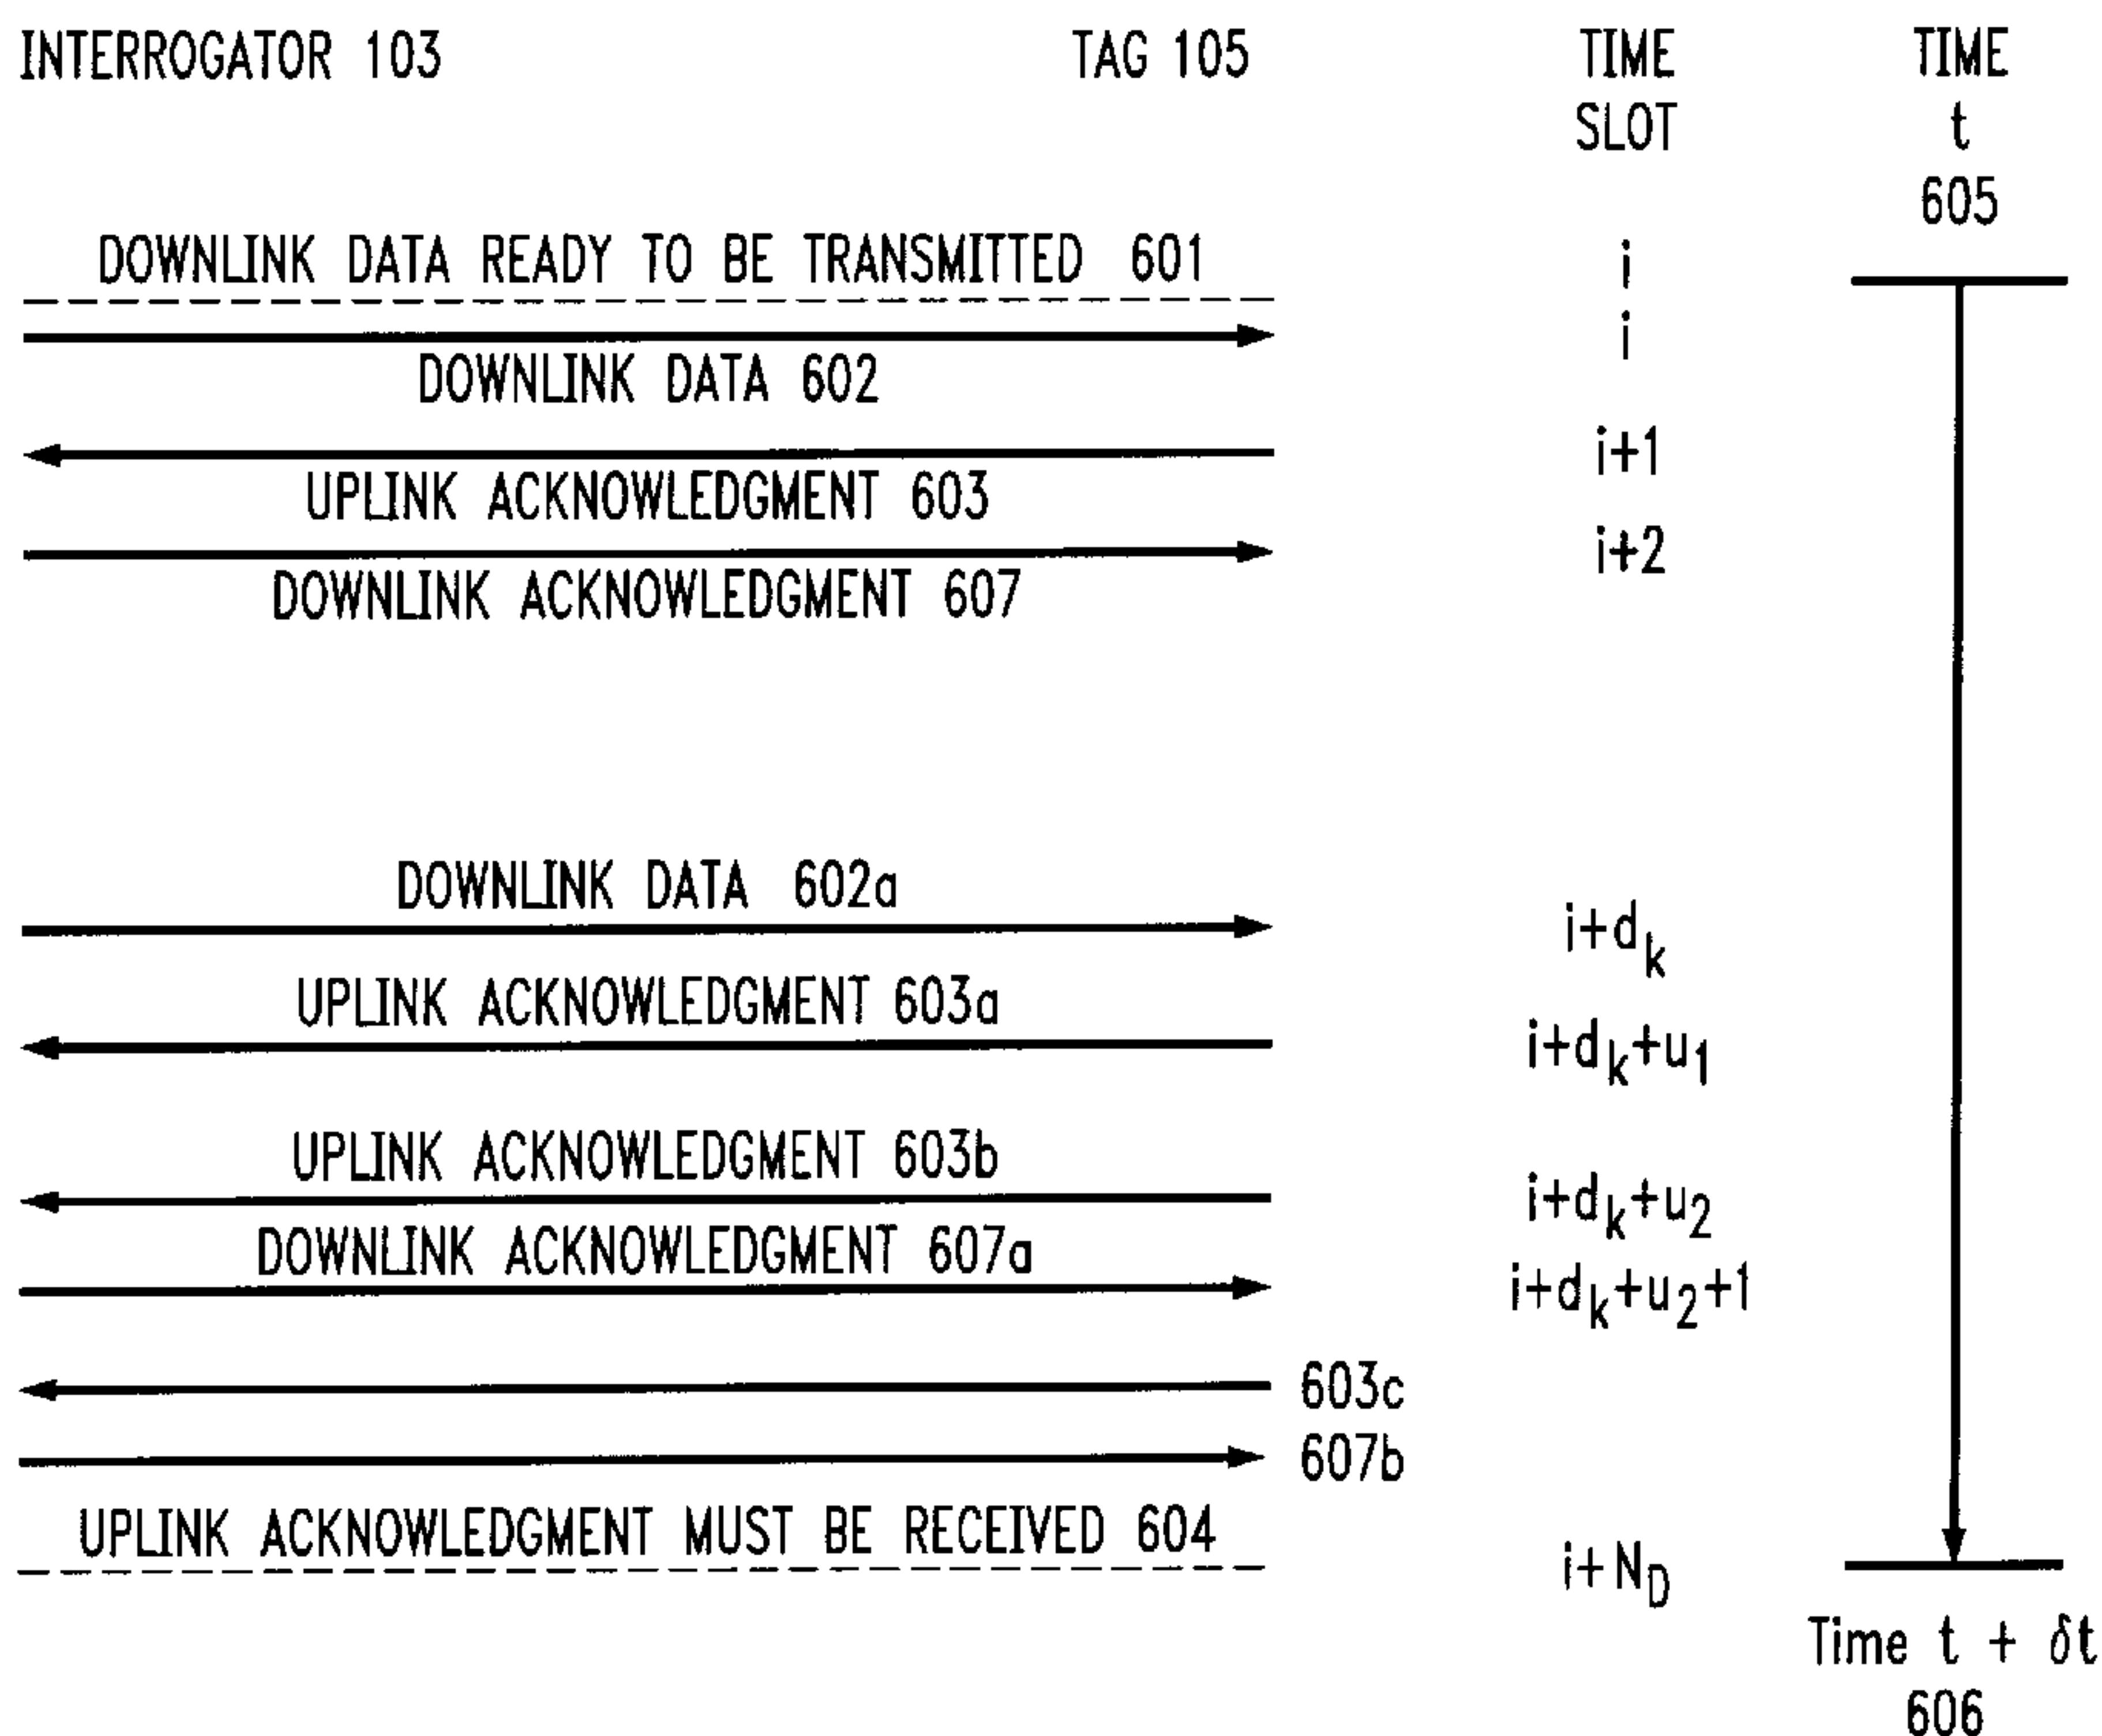 INTERROGATOR 103 TAG 105 TIME SLOT TIME t 605
DOWNLINK DATA READY TO BE TRANSMITTED 601 i
i
DOWNLINK DATA 602
i+1
UPLINK ACKNOWLEDGMENT 603
i+2
DOWNLINK ACKNOWLEDGMENT 607
DOWNLINK DATA 602a
i+dk
UPLINK ACKNOWLEDGMENT 603a
i+dk+u1
UPLINK ACKNOWLEDGMENT 603b
i+dk+u2
DOWNLINK ACKNOWLEDGMENT 607a
i+dk+u2+1
603c
607b
UPLINK ACKNOWLEDGMENT MUST BE RECEIVED 604
i+ND
Time t + δt
606